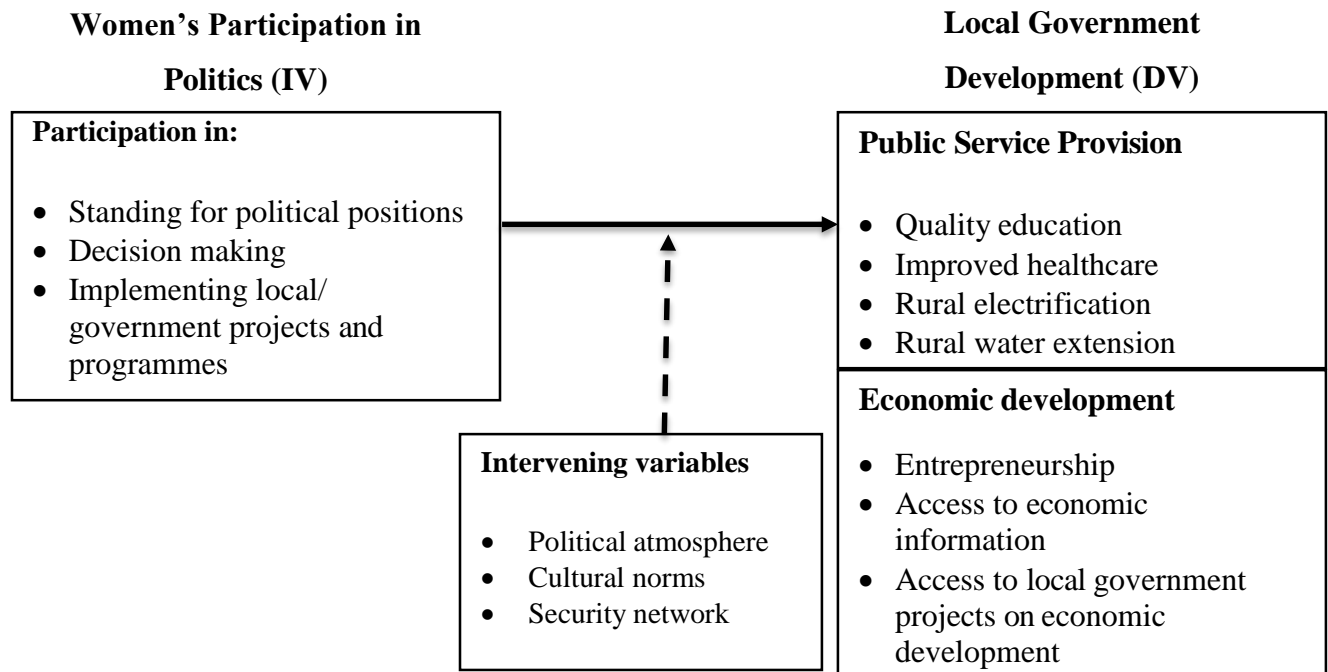 Women’s Participation in
Politics (IV)
Participation in:
• Standing for political positions
• Decision making
• Implementing local/
government projects and
programmes
Intervening variables
• Political atmosphere
• Cultural norms
• Security network
Local Government
Development (DV)
Public Service Provision
• Quality education
• Improved healthcare
• Rural electrification
• Rural water extension
Economic development
• Entrepreneurship
• Access to economic
information
• Access to local government
projects on economic
development